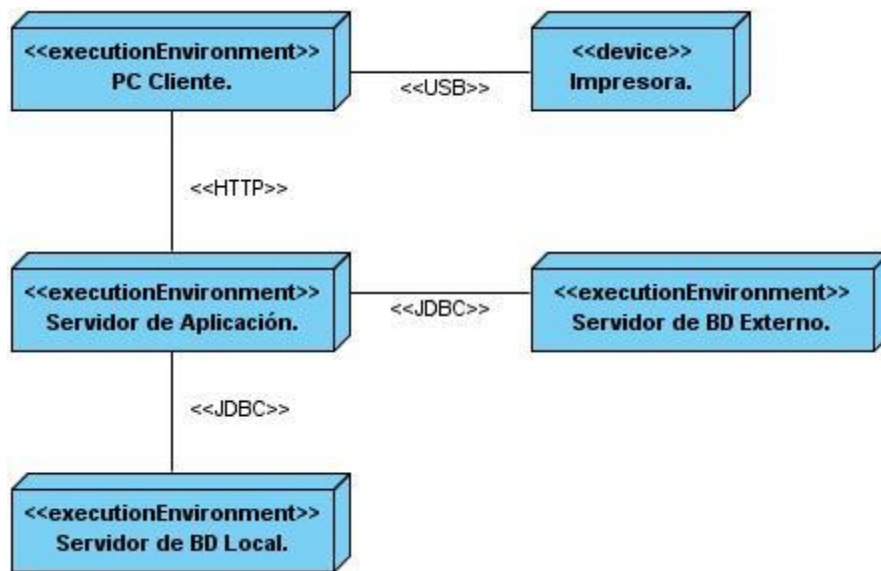 <<executionEnvironment>>
PC Cliente.
<<device>>
Impresora.
<<USB>>
<<HTTP>>
<<executionEnvironment>>
Servidor de Aplicación.
<<JDBC>>
<<executionEnvironment>>
Servidor de BD Externo.
<<JDBC>>
<<executionEnvironment>>
Servidor de BD Local.